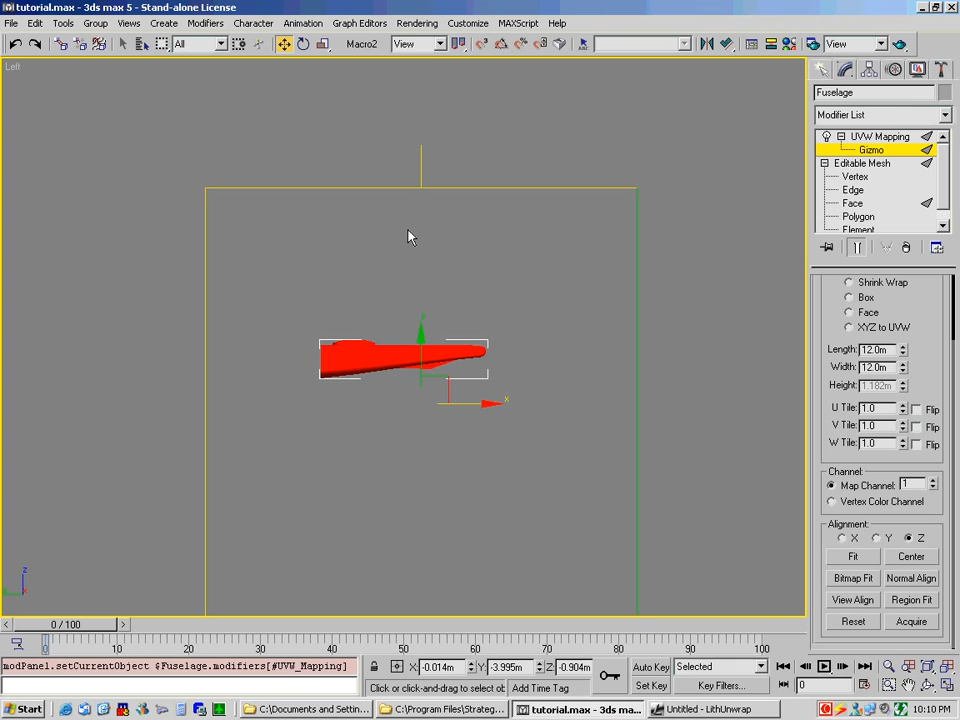 tutorial.max - 3ds max 5 - Stand-alone License
File Edit Tools Group Views Create Modifiers Character Animation Graph Editors Rendering Customize MAXScript Help
All Macro2 View View
Left
Fuselage
Modifier List
UVW Mapping
Gizmo
Editable Mesh
Vertex
Edge
Face
Polygon
Element
Shrink Wrap
Box
Face
XYZ to UVW
Length: 12.0m
Width: 12.0m
Height: 1.182m
U Tile: 1.0 Flip
V Tile: 1.0 Flip
W Tile: 1.0 Flip
Channel:
Map Channel: 1
Vertex Color Channel
Alignment:
X Y Z
Fit Center
Bitmap Fit Normal Align
View Align Region Fit
Reset Acquire
x
z
0 / 100
0 10 20 30 40 50 60 70 80 90 100
modPanel.setCurrentObject $Fuselage.modifiers[#UVW_Mapping]
X: -0.014m Y: -3.995m Z: -0.904m
Auto Key Selected
Click or click-and-drag to select ob Add Time Tag
Set Key Key Filters... 0
Start C:\Documents and Settin... C:\Program Files\Strateg... tutorial.max - 3ds ma... Untitled - LithUnwrap 10:10 PM